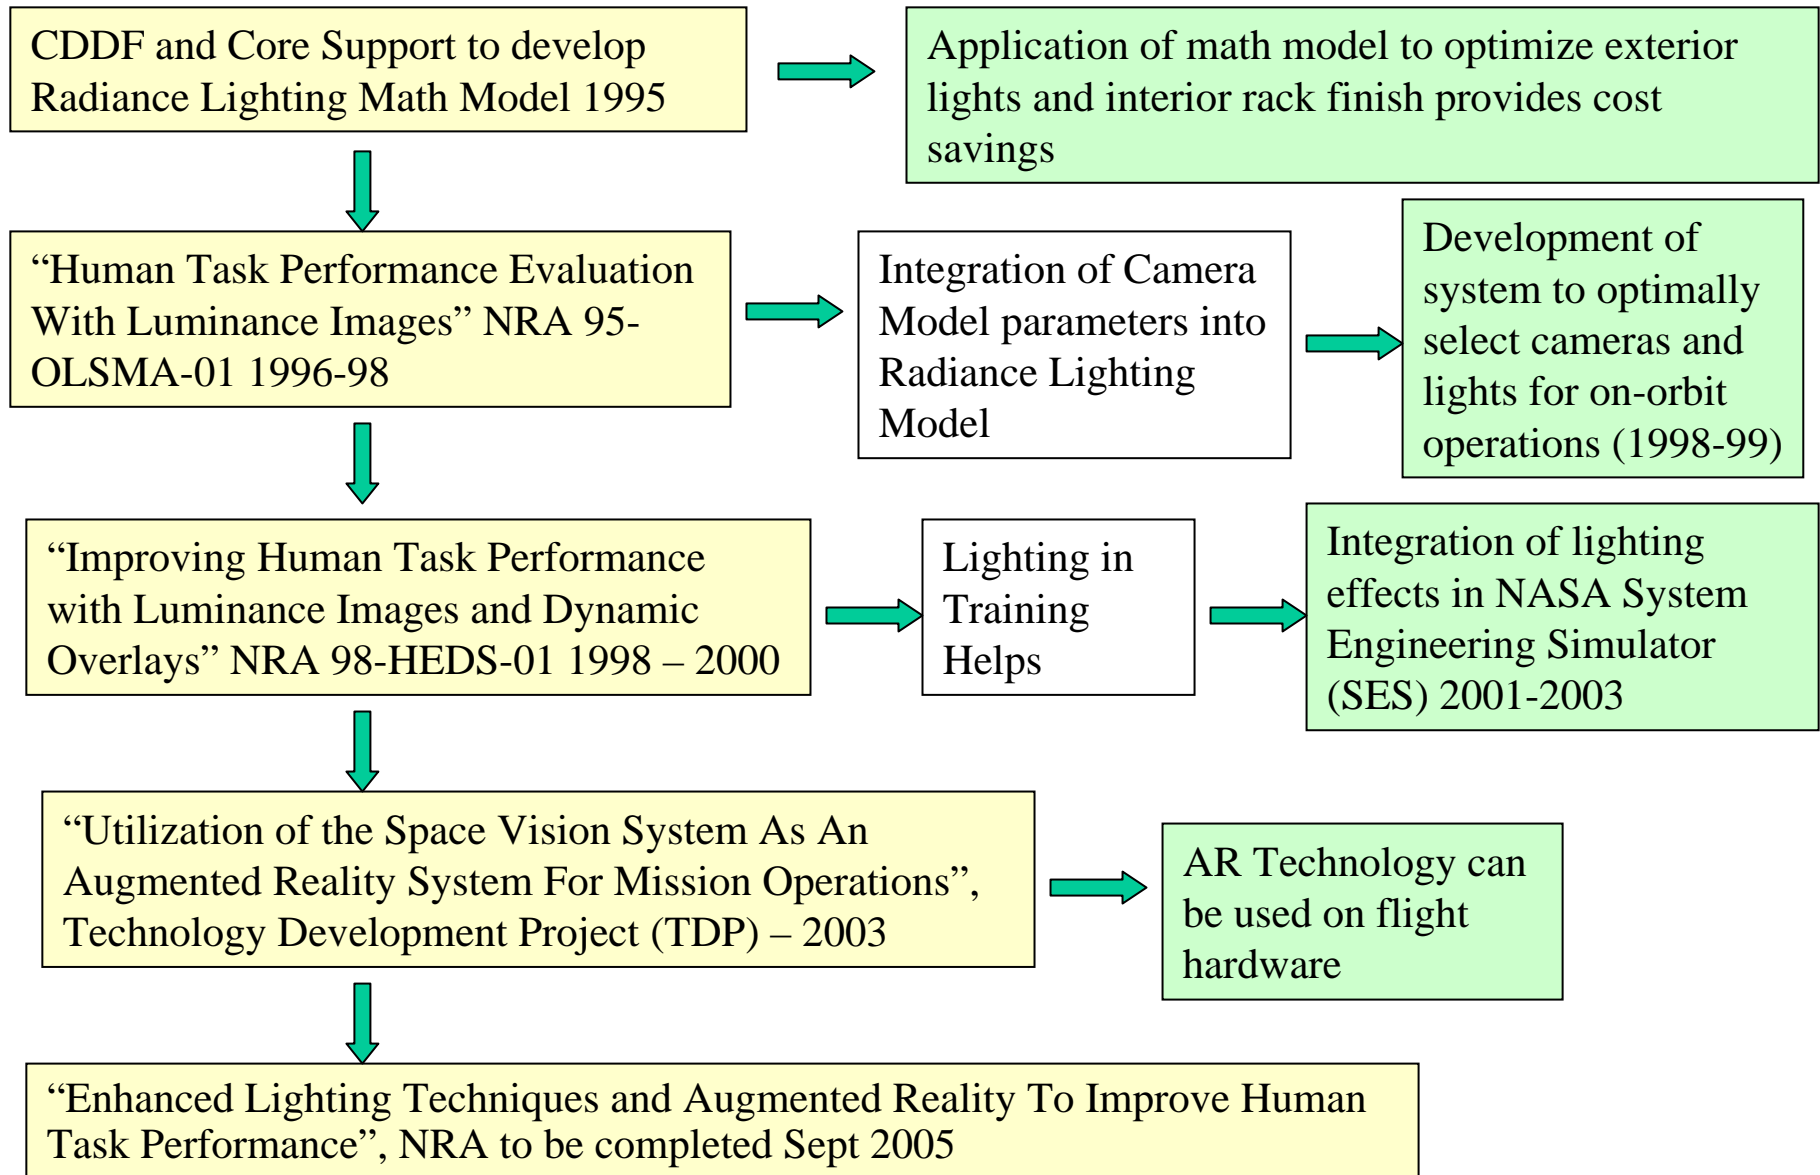 CDDF and Core Support to develop
Radiance Lighting Math Model 1995
Application of math model to optimize exterior
lights and interior rack finish provides cost
savings
“Human Task Performance Evaluation
With Luminance Images” NRA 95-
OLSMA-01 1996-98
Integration of Camera
Model parameters into
Radiance Lighting
Model
Development of
system to optimally
select cameras and
lights for on-orbit
operations (1998-99)
“Improving Human Task Performance
with Luminance Images and Dynamic
Overlays” NRA 98-HEDS-01 1998 – 2000
Lighting in
Training
Helps
Integration of lighting
effects in NASA System
Engineering Simulator
(SES) 2001-2003
“Utilization of the Space Vision System As An
Augmented Reality System For Mission Operations”,
Technology Development Project (TDP) – 2003
AR Technology can
be used on flight
hardware
“Enhanced Lighting Techniques and Augmented Reality To Improve Human
Task Performance”, NRA to be completed Sept 2005